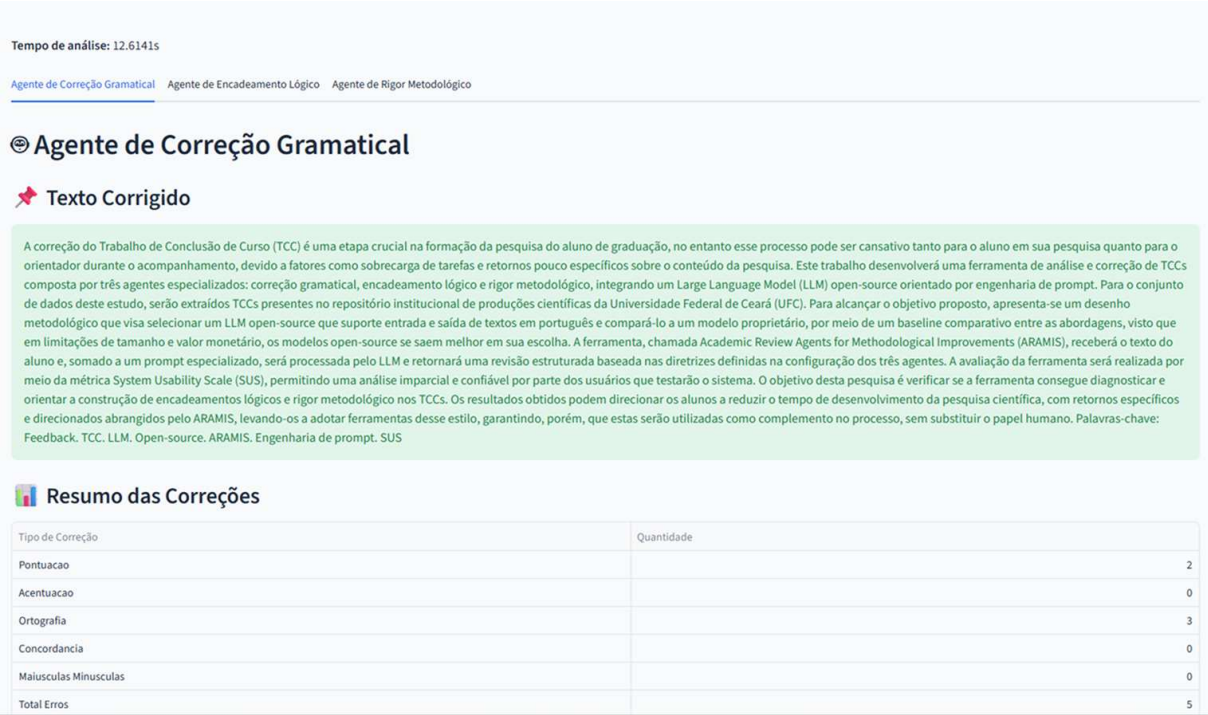 Tempo de análise: 12.6141s
Agente de Correção Gramatical Agente de Encadeamento Lógico Agente de Rigor Metodológico
Agente de Correção Gramatical
Texto Corrigido
A correção do Trabalho de Conclusão de Curso (TCC) é uma etapa crucial na formação da pesquisa do aluno de graduação, no entanto esse processo pode ser cansativo tanto para o aluno em sua pesquisa quanto para o
orientador durante o acompanhamento, devido a fatores como sobrecarga de tarefas e retornos pouco específicos sobre o conteúdo da pesquisa. Este trabalho desenvolverá uma ferramenta de análise e correção de TCCs
composta por três agentes especializados: correção gramatical, encadeamento lógico e rigor metodológico, integrando um Large Language Model (LLM) open-source orientado por engenharia de prompt. Para o conjunto
de dados deste estudo, serão extraídos TCCs presentes no repositório institucional de produções científicas da Universidade Federal de Ceará (UFC). Para alcançar o objetivo proposto, apresenta-se um desenho
metodológico que visa selecionar um LLM open-source que suporte entrada e saída de textos em português e compará-lo a um modelo proprietário, por meio de um baseline comparativo entre as abordagens, visto que
em limitações de tamanho e valor monetário, os modelos open-source se saem melhor em sua escolha. A ferramenta, chamada Academic Review Agents for Methodological Improvements (ARAMIS), receberá o texto do
aluno e, somado a um prompt especializado, será processada pelo LLM e retornará uma revisão estruturada baseada nas diretrizes definidas na configuração dos três agentes. A avaliação da ferramenta será realizada por
meio da métrica System Usability Scale (SUS), permitindo uma análise imparcial e confiável por parte dos usuários que testarão o sistema. O objetivo desta pesquisa é verificar se a ferramenta consegue diagnosticar e
orientar a construção de encadeamentos lógicos e rigor metodológico nos TCCs. Os resultados obtidos podem direcionar os alunos a reduzir o tempo de desenvolvimento da pesquisa científica, com retornos específicos
e direcionados abrangidos pelo ARAMIS, levando-os a adotar ferramentas desse estilo, garantindo, porém, que estas serão utilizadas como complemento no processo, sem substituir o papel humano. Palavras-chave:
Feedback. TCC. LLM. Open-source. ARAMIS. Engenharia de prompt. SUS
Resumo das Correções
Tipo de Correção Quantidade
Pontuacao 2
Acentuacao 0
Ortografia 3
Concordancia 0
Maiusculas Minusculas 0
Total Erros 5